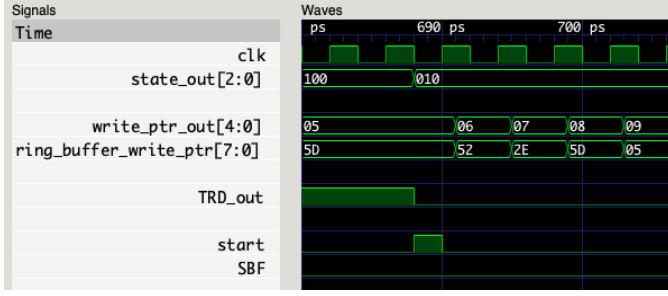 Signals Waves
Time ps 690 ps 700 ps
clk
state_out[2:0] 100 010
write_ptr_out[4:0] 05 06 07 08 09
ring_buffer_write_ptr[7:0] 5D 52 2E 5D 05
TRD_out
start
SBF